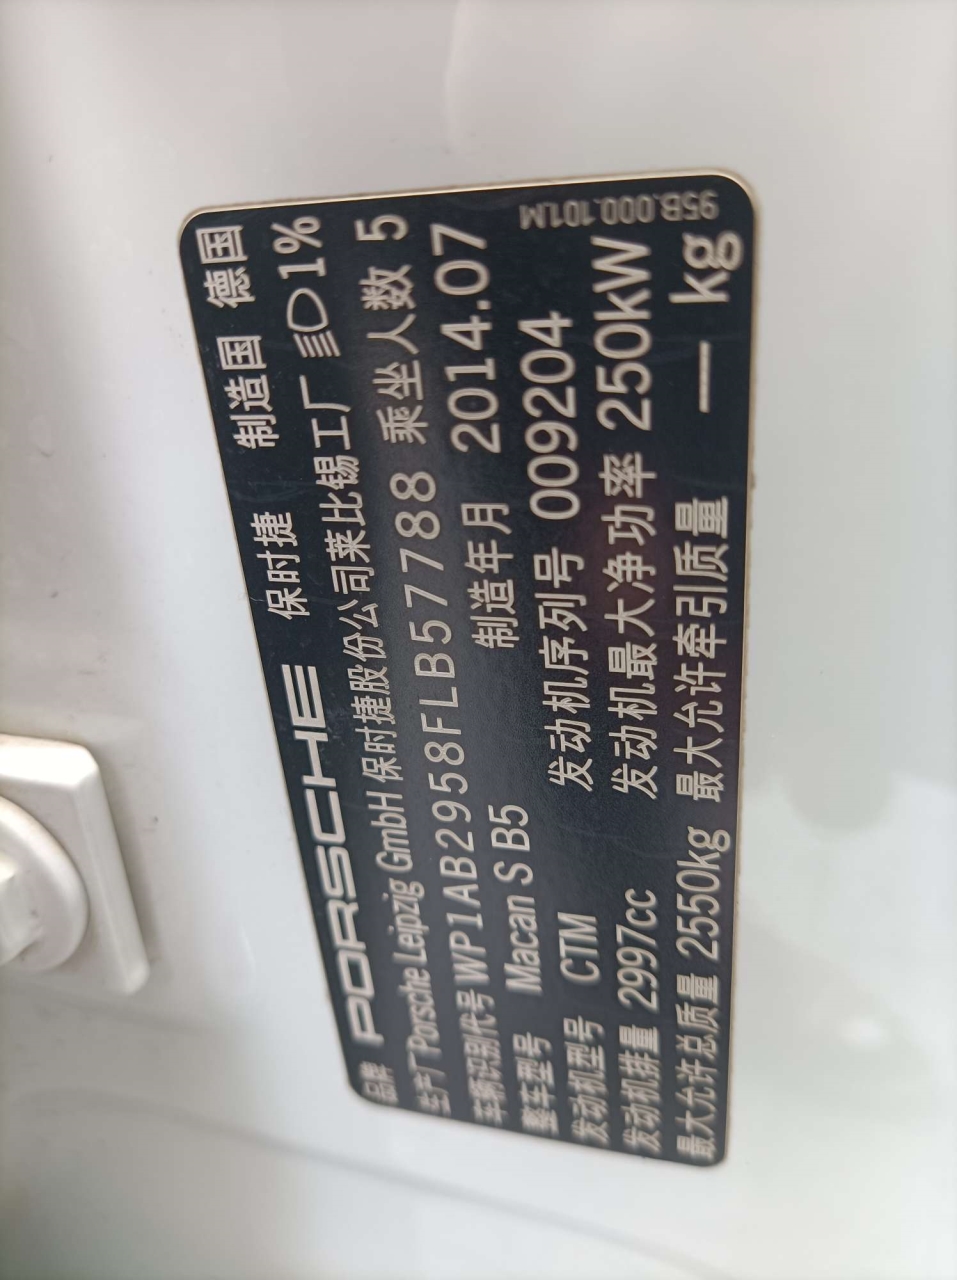 品牌 PORSCHE 保时捷 制造国 德国
生产厂 Porsche Leipzig GmbH 保时捷股份公司莱比锡工厂 1%
车辆识别代号 WP1AB2958FLB57788 乘坐人数 5
整车型号 Macan S B5 制造年月 2014.07
发动机型号 CTM 发动机序列号 009204
发动机排量 2997cc 发动机最大净功率 250kW
最大允许总质量 2550kg 最大允许牵引质量 — kg
95B.000.101.M